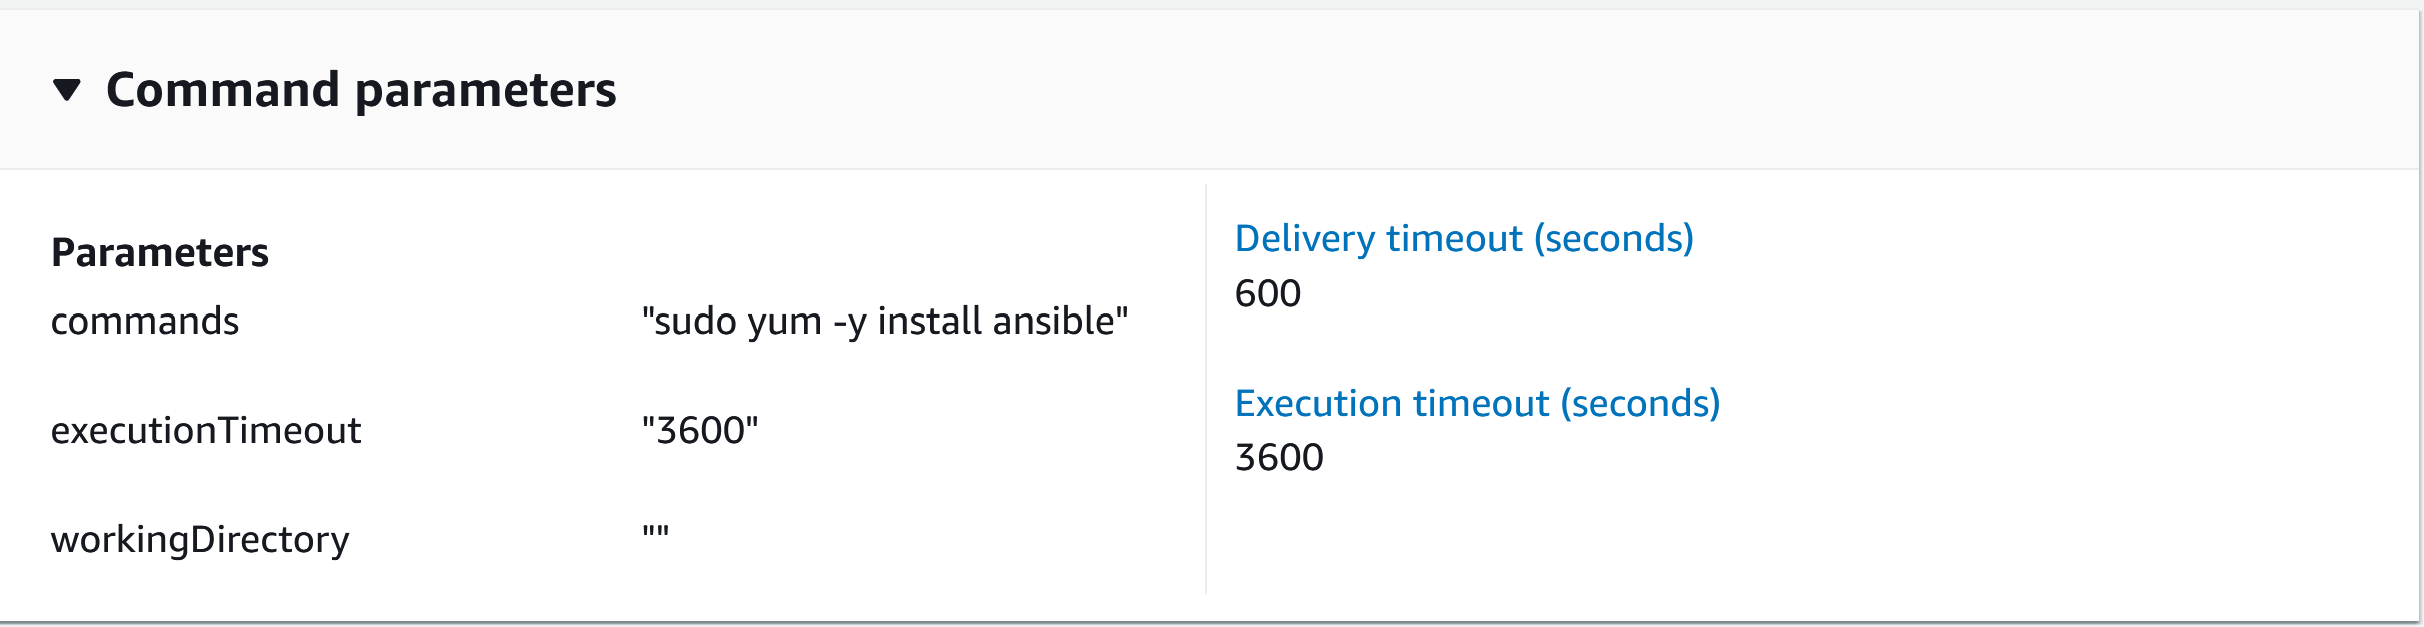 Command parameters
Parameters
commands "sudo yum -y install ansible"
executionTimeout "3600"
workingDirectory ""
Delivery timeout (seconds)
600
Execution timeout (seconds)
3600